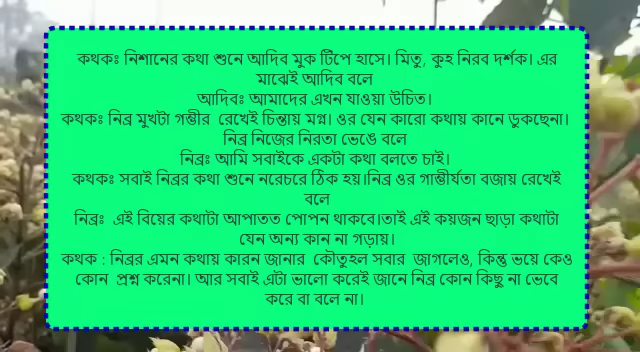 কথকঃ নিশানের কথা শুনে আদিব মুক টিপে হাসে। মিতু, কুহ নিরব দর্শক। এর
মাঝেই আদিব বলে
আদিবঃ আমাদের এখন যাওয়া উচিত।
কথকঃ নিব্র মুখটা গম্ভীর রেখেই চিন্তায় মগ্ন। ওর যেন কারো কথায় কানে ডুকছেনা।
নিব্র নিজের নিরতা ভেঙে বলে
নিব্রঃ আমি সবাইকে একটা কথা বলতে চাই।
কথকঃ সবাই নিব্রর কথা শুনে নরেচরে ঠিক হয়।নিব্র ওর গাম্ভীর্যতা বজায় রেখেই
বলে
নিব্রঃ এই বিয়ের কথাটা আপাতত পোপন থাকবে।তাই এই কয়জন ছাড়া কথাটা
যেন অন্য কান না গড়ায়।
কথক : নিব্রর এমন কথায় কারন জানার কৌতুহল সবার জাগলেও, কিন্তু ভয়ে কেও
কোন প্রশ্ন করেনা। আর সবাই এটা ভালো করেই জানে নিব্র কোন কিছু না ভেবে
করে বা বলে না।